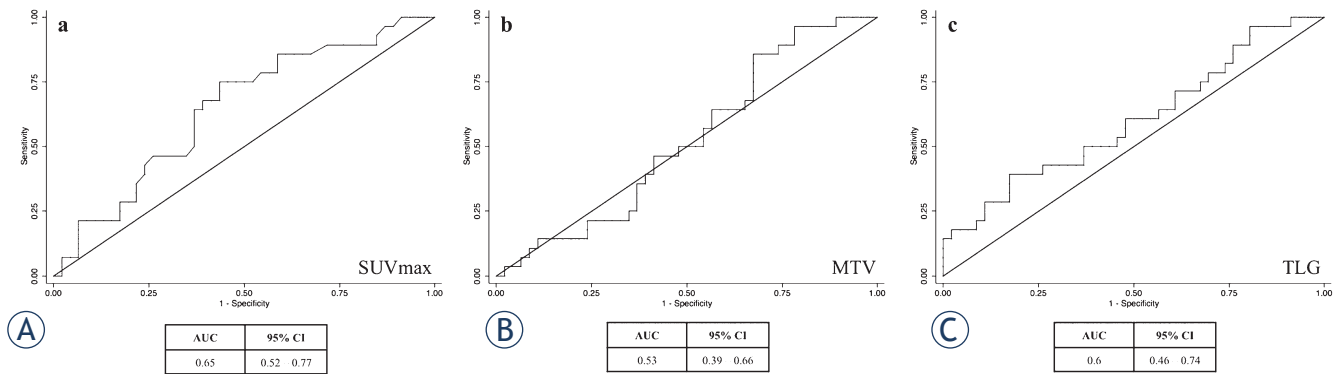 a
1.00
0.75
0.50
0.25
0.00
Sensitivity
SUVmax
0.00 0.25 0.50 0.75 1.00
1 - Specificity
A
AUC 95% CI
0.65 0.52 0.77
b
1.00
0.75
0.50
0.25
0.00
Sensitivity
MTV
0.00 0.25 0.50 0.75 1.00
1 - Specificity
B
AUC 95% CI
0.53 0.39 0.66
c
1.00
0.75
0.50
0.25
0.00
Sensitivity
TLG
0.00 0.25 0.50 0.75 1.00
1 - Specificity
C
AUC 95% CI
0.6 0.46 0.74